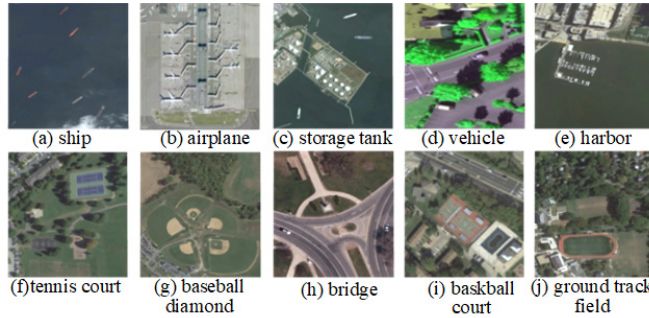 (a) ship (b) airplane (c) storage tank (d) vehicle (e) harbor
(f)tennis court (g) baseball diamond (h) bridge (i) baskball court (j) ground track field